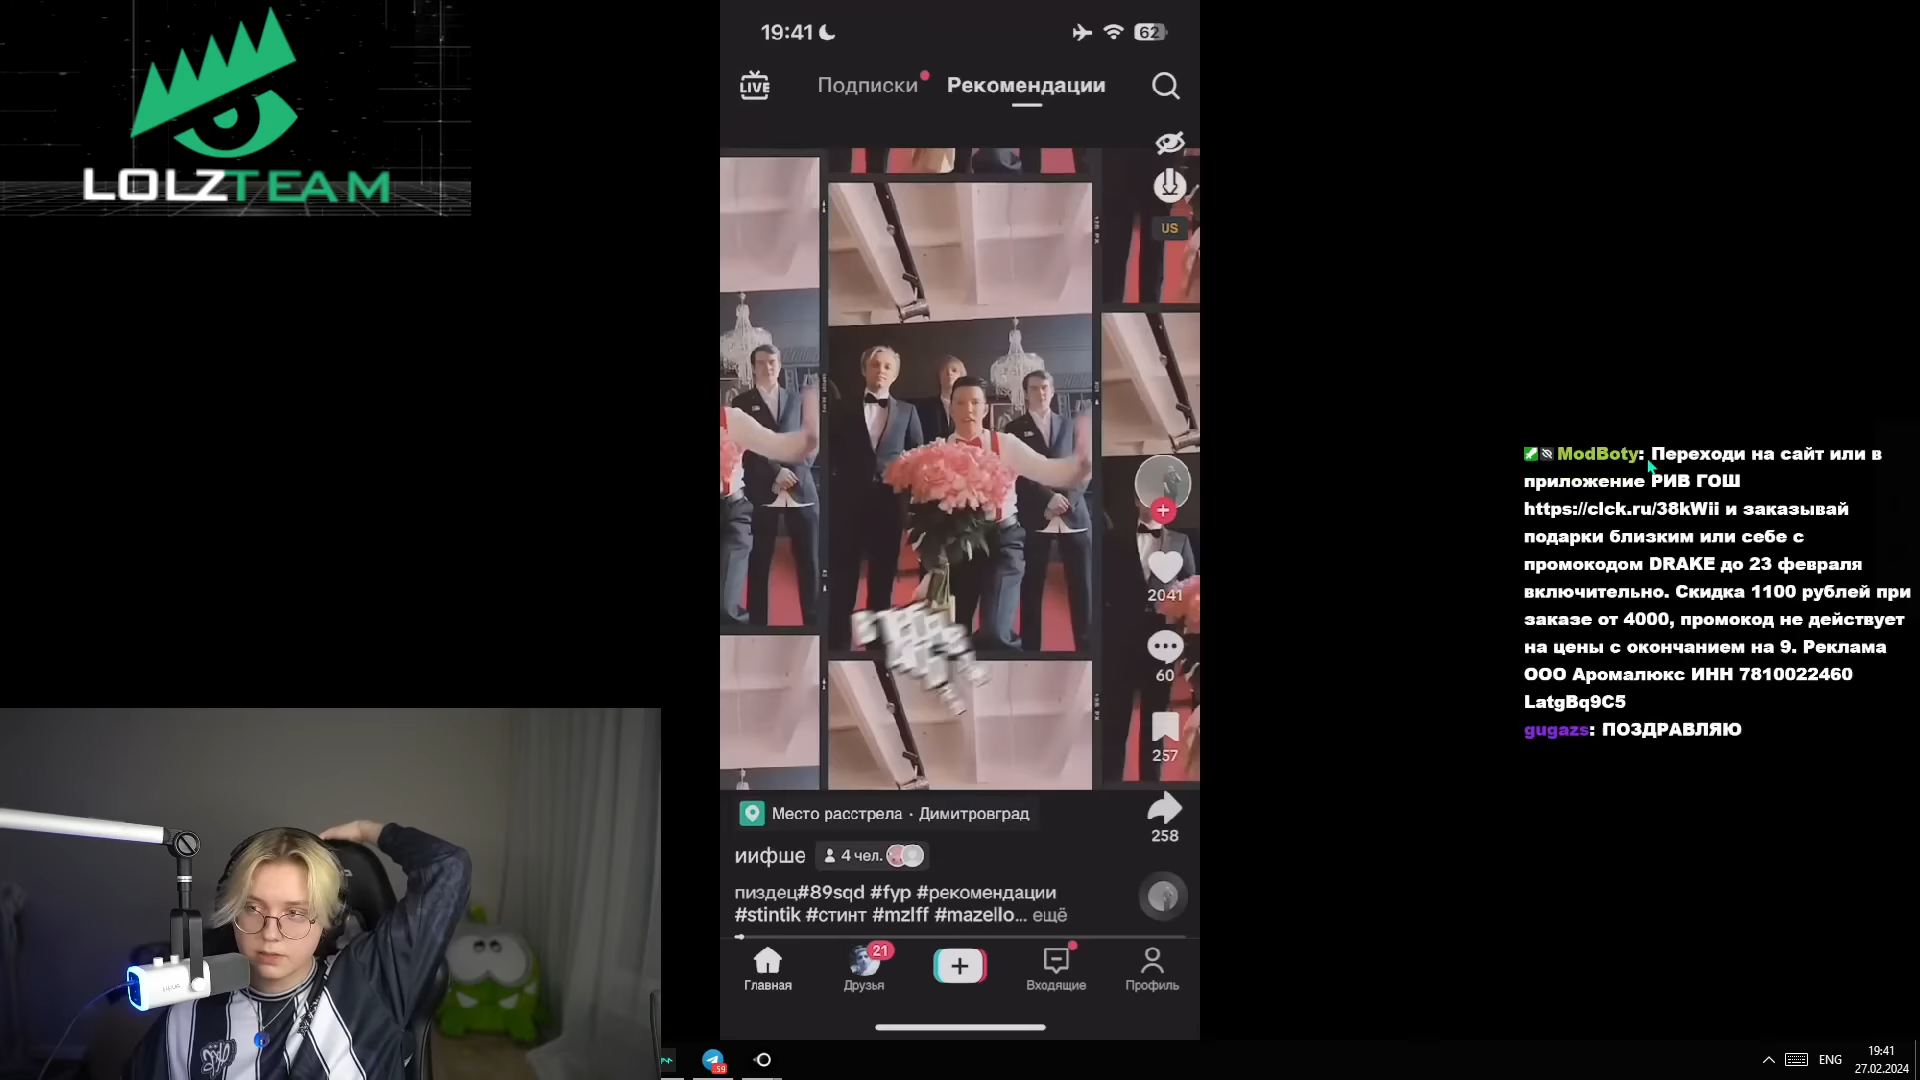 LOLZTEAM
19:41
62
LIVE
Подписки
Рекомендации
US
2041
60
257
258
Место расстрела · Димитровград
иифше
4 чел.
пиздец#89sqd #fyp #рекомендации
#stintik #стинт #mzlff #mazello... ещё
21
Главная
Друзья
Входящие
Профиль
ModBoty: Переходи на сайт или в
приложение РИВ ГОШ
https://clck.ru/38kWii и заказывай
подарки близким или себе с
промокодом DRAKE до 23 февраля
включительно. Скидка 1100 рублей при
заказе от 4000, промокод не действует
на цены с окончанием на 9. Реклама
ООО Аромалюкс ИНН 7810022460
LatgBq9C5
gugazs: ПОЗДРАВЛЯЮ
59
ENG
19:41
27.02.2024